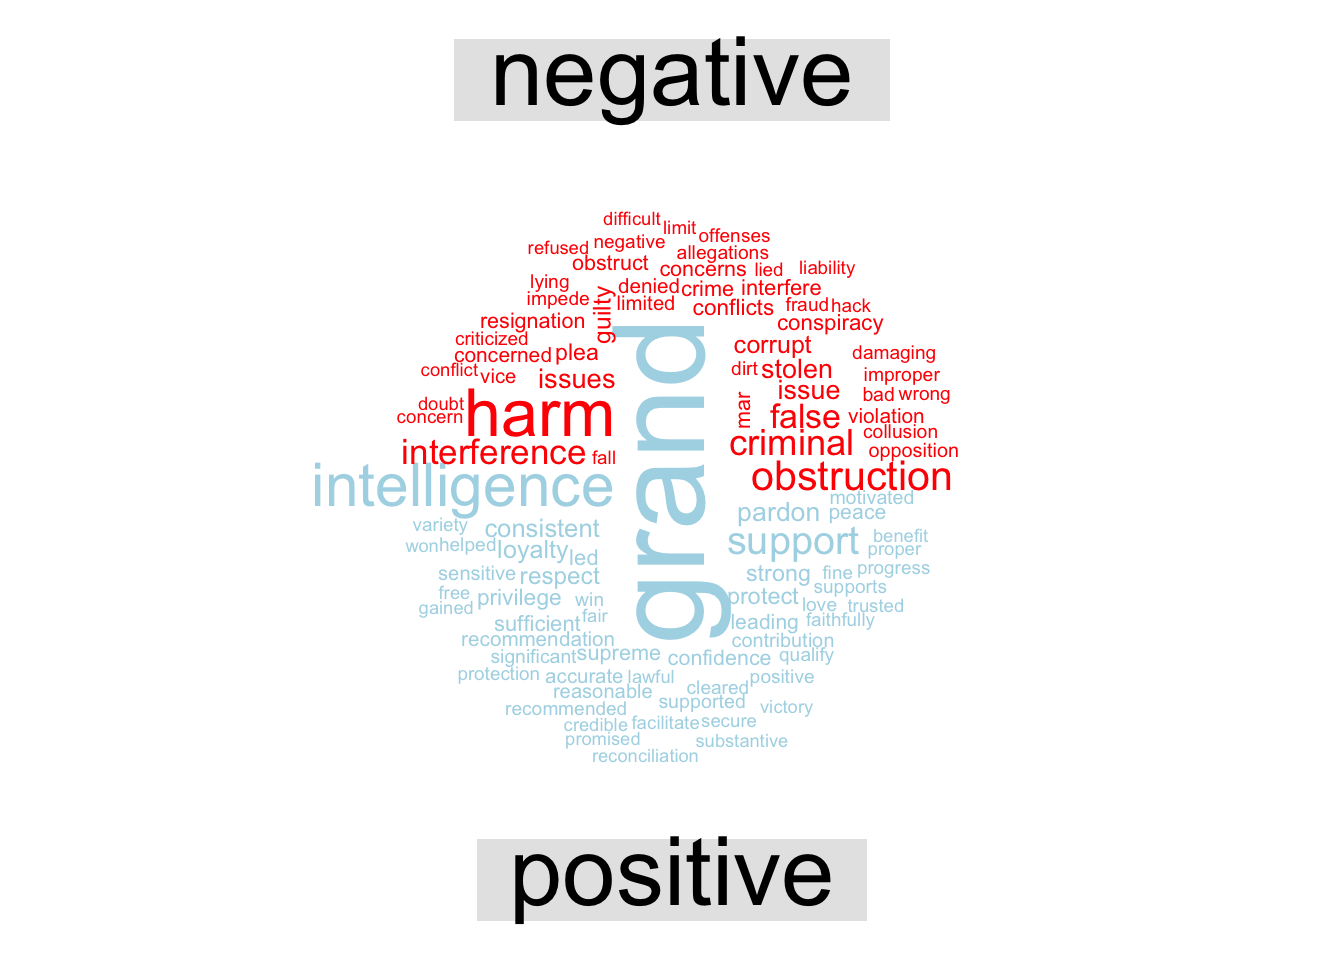 negative
difficult
limit
offenses
refused
negative
allegations
obstruct
concerns
lied
liability
lying
denied
crime
interfere
impede
limited
conflicts
fraud
hack
guilty
resignation
conspiracy
criticized
concerned
plea
corrupt
damaging
conflict
vice
issues
dirt
stolen
improper
issue
bad
wrong
doubt
concern
harm
mar
false
violation
criminal
collusion
opposition
interference
fall
obstruction
grand
intelligence
motivated
pardon
peace
variety
consistent
support
benefit
proper
won
helped
loyalty
led
sensitive
respect
strong
fine
progress
supports
free
gained
privilege
win
protect
love
trusted
fair
sufficient
leading
faithfully
recommendation
contribution
significant
supreme
confidence
qualify
protection
accurate
lawful
positive
reasonable
cleared
recommended
supported
victory
credible
facilitate
secure
promised
substantive
reconciliation
positive